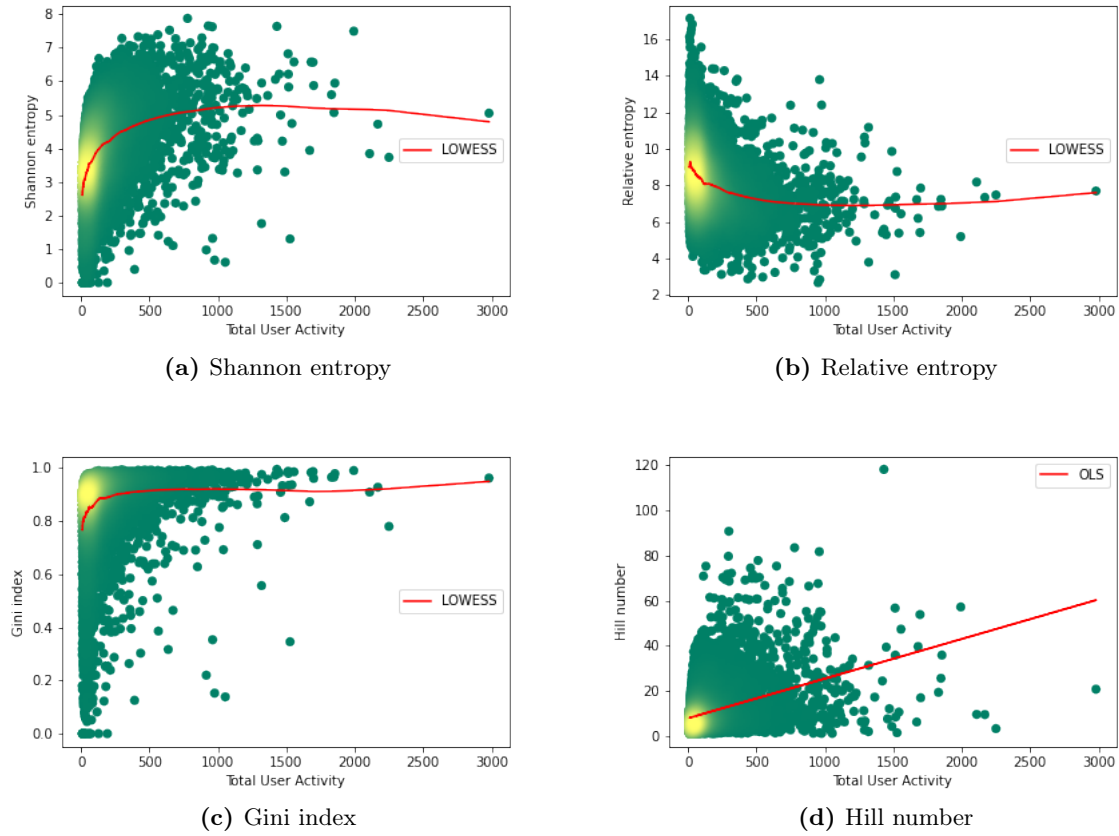 8
7
6
5
4
3
2
1
0
Shannon entropy
LOWESS
0 500 1000 1500 2000 2500 3000
Total User Activity
(a) Shannon entropy
16
14
12
10
8
6
4
2
Relative entropy
LOWESS
0 500 1000 1500 2000 2500 3000
Total User Activity
(b) Relative entropy
1.0
0.8
0.6
0.4
0.2
0.0
Gini index
LOWESS
0 500 1000 1500 2000 2500 3000
Total User Activity
(c) Gini index
120
100
80
60
40
20
0
Hill number
OLS
0 500 1000 1500 2000 2500 3000
Total User Activity
(d) Hill number